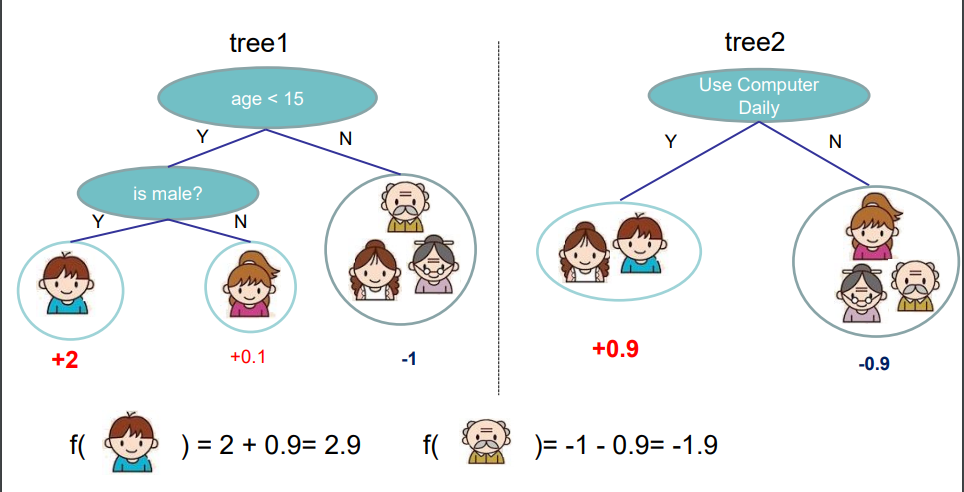 tree1
tree2
age < 15
Use Computer
Daily
Y
N
Y
N
is male?
Y
N
+2
+0.1
-1
+0.9
-0.9
f( ) = 2 + 0.9= 2.9
f( )= -1 - 0.9= -1.9